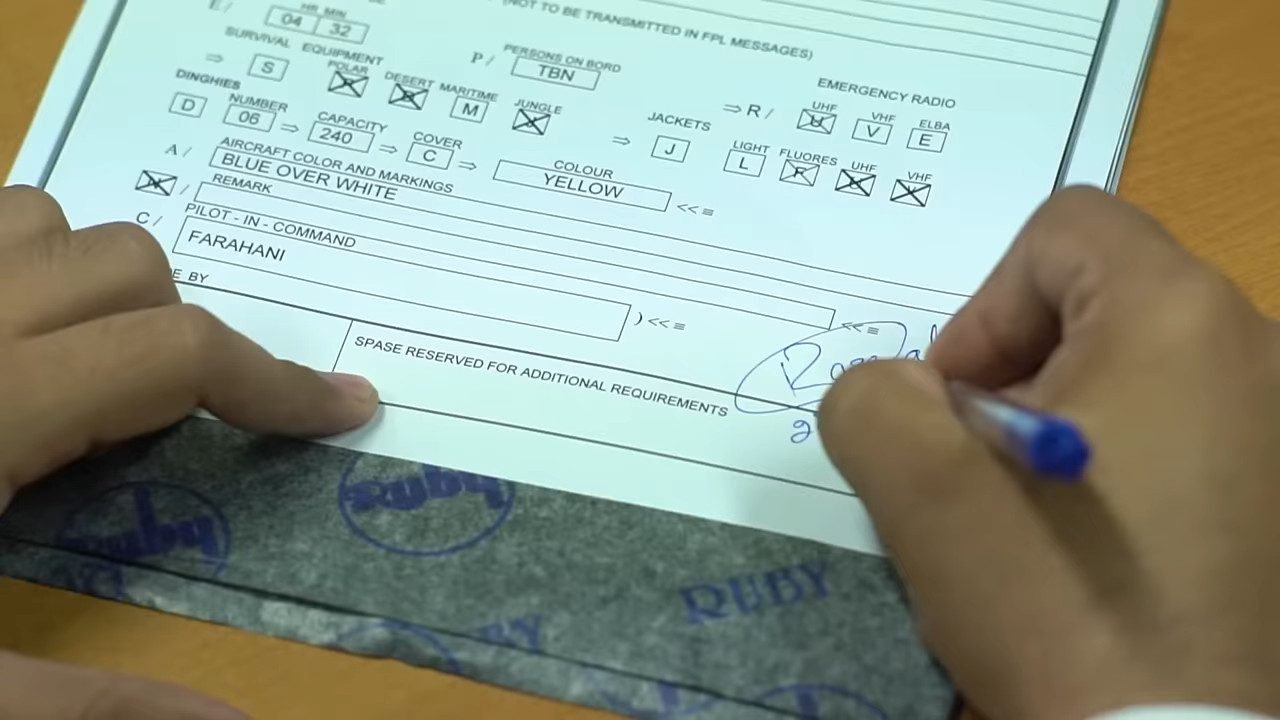 (NOT TO BE TRANSMITTED IN FPL MESSAGES)
E / HR. MIN
04 32
P / PERSONS ON BORD
TBN
EMERGENCY RADIO
⇒ R / UHF VHF ELBA
U V E
SURVIVAL EQUIPMENT
POLAR DESERT MARITIME JUNGLE
⇒ S M
JACKETS LIGHT FLUORES UHF VHF
⇒ J L F
DINGHIES NUMBER CAPACITY COVER COLOUR
D 06 ⇒ 240 ⇒ C ⇒ YELLOW <<≡
AIRCRAFT COLOR AND MARKINGS
A / BLUE OVER WHITE
REMARK
/ <<≡
PILOT - IN - COMMAND
C / FARAHANI ) <<≡
BY
SPASE RESERVED FOR ADDITIONAL REQUIREMENTS
Ruby
Ruby
RUBY